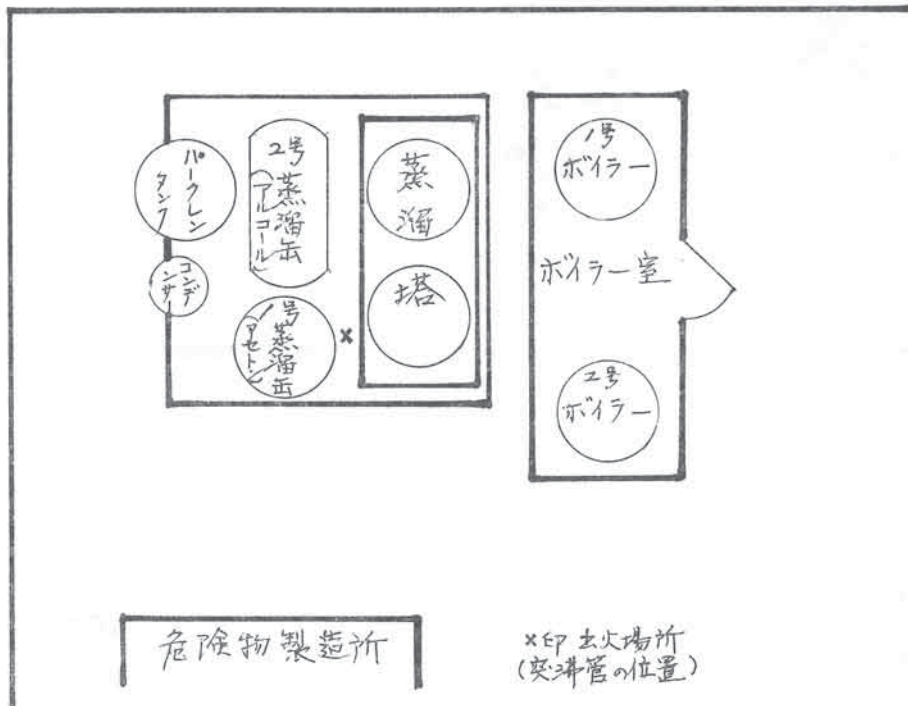 パークレン
タンク
コンデ
ンサ
2号蒸溜缶
(アルコール)
1号蒸溜缶
(アセトン)
蒸溜
塔
1号
ボイラー
ボイラー室
2号
ボイラー
危険物製造所
×印出火場所
(突沸管の位置)